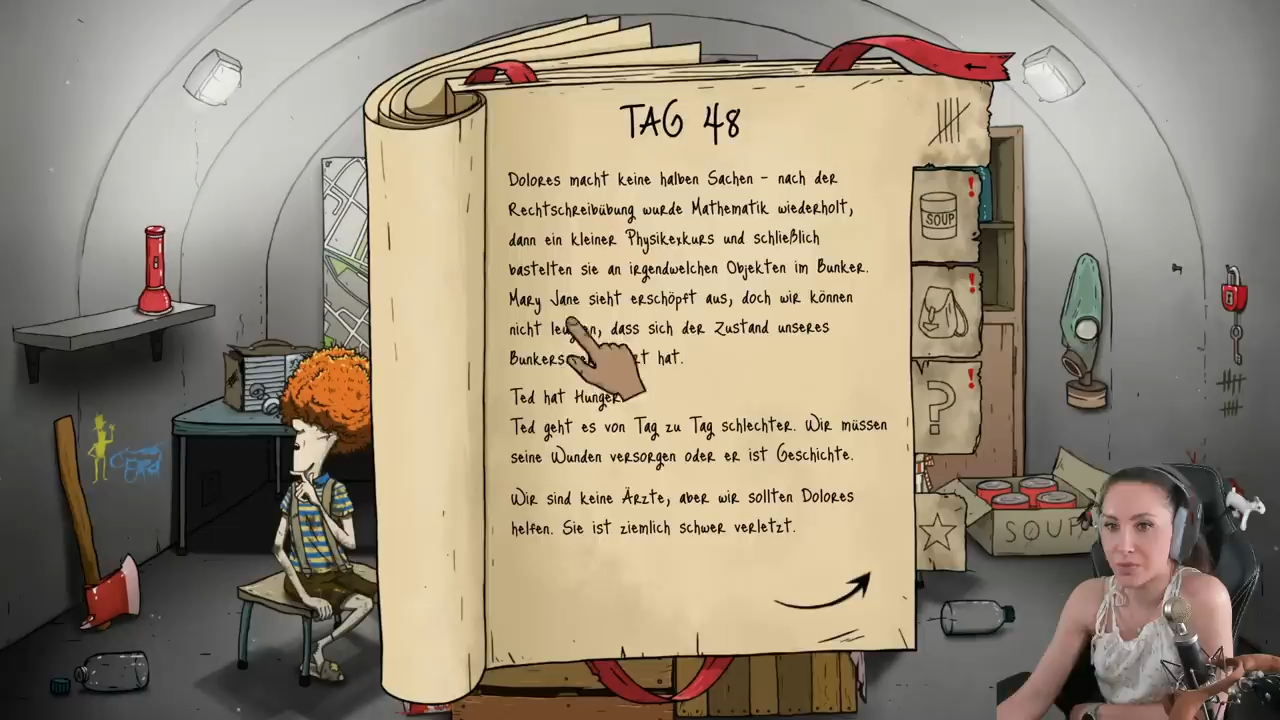 TAG 48
Dolores macht keine halben Sachen - nach der
Rechtschreibübung wurde Mathematik wiederholt,
dann ein kleiner Physikexkurs und schließlich
bastelten sie an irgendwelchen Objekten im Bunker.
Mary Jane sieht erschöpft aus, doch wir können
nicht, dass sich der Zustand unseres
hat.
Ted hat Hunger
Ted geht es von Tag zu Tag schlechter. Wir müssen
seine Wunden versorgen oder er ist Geschichte.
Wir sind keine Ärzte, aber wir sollten Dolores
helfen. Sie ist ziemlich schwer verletzt.
SOUP
!
!
?
!
SOUP